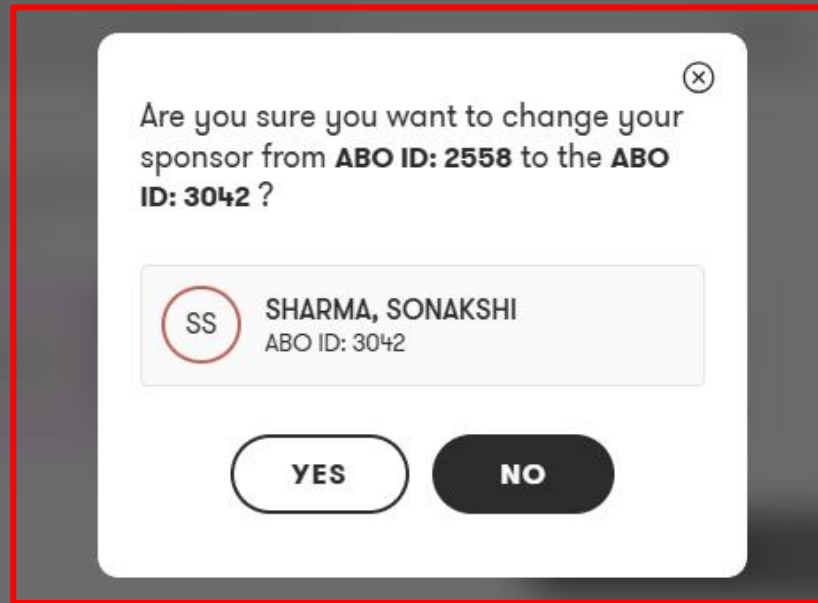 Are you sure you want to change your
sponsor from ABO ID: 2558 to the ABO
ID: 3042 ?
SS
SHARMA, SONAKSHI
ABO ID: 3042
YES
NO